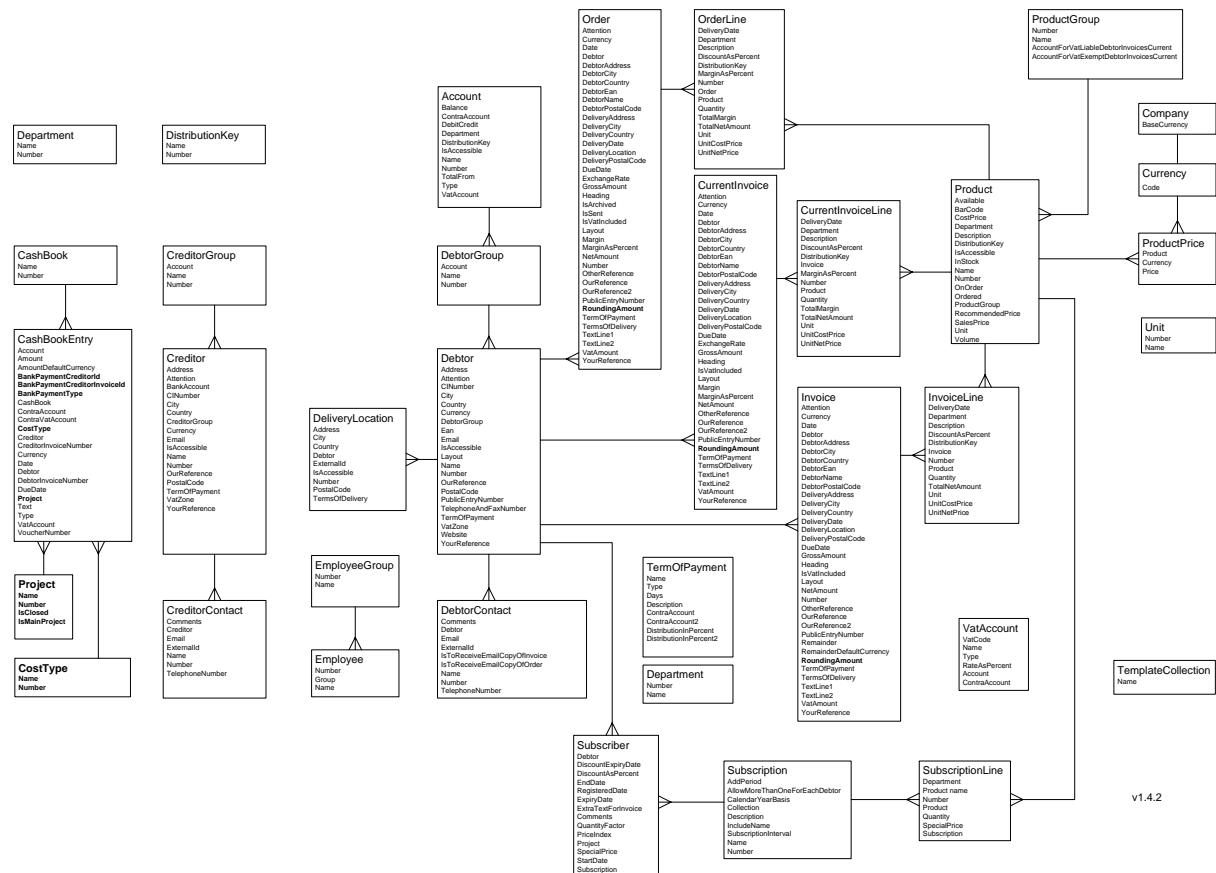 Department
Name
Number
DistributionKey
Name
Number
CashBook
Name
Number
CashBookEntry
Account
Amount
AmountDefaultCurrency
BankPaymentCreditorId
BankPaymentCreditorInvoiceId
BankPaymentType
CashBook
ContraAccount
ContraVatAccount
CostType
Creditor
CreditorInvoiceNumber
Currency
Date
Debtor
DebtorInvoiceNumber
DueDate
Project
Text
Type
VatAccount
VoucherNumber
Project
Name
Number
IsClosed
IsMainProject
CostType
Name
Number
CreditorGroup
Account
Name
Number
Creditor
Address
Attention
BankAccount
CINumber
City
Country
CreditorGroup
Currency
Email
IsAccessible
Name
Number
OurReference
PostalCode
TermOfPayment
VatZone
YourReference
CreditorContact
Comments
Creditor
Email
ExternalId
Name
Number
TelephoneNumber
Account
Balance
ContraAccount
DebitCredit
Department
DistributionKey
IsAccessible
Name
Number
TotalFrom
Type
VatAccount
DebtorGroup
Account
Name
Number
Debtor
Address
Attention
CINumber
City
Country
Currency
DebtorGroup
Ean
Email
IsAccessible
Layout
Name
Number
OurReference
PostalCode
PublicEntryNumber
TelephoneAndFaxNumber
TermOfPayment
VatZone
Website
YourReference
DeliveryLocation
Address
City
Country
Debtor
ExternalId
IsAccessible
Number
PostalCode
TermsOfDelivery
EmployeeGroup
Number
Name
Employee
Number
Group
Name
DebtorContact
Comments
Debtor
Email
ExternalId
IsToReceiveEmailCopyOfInvoice
IsToReceiveEmailCopyOfOrder
Name
Number
TelephoneNumber
Order
Attention
Currency
Date
Debtor
DebtorAddress
DebtorCity
DebtorCountry
DebtorEan
DebtorName
DebtorPostalCode
DeliveryAddress
DeliveryCity
DeliveryCountry
DeliveryDate
DeliveryLocation
DeliveryPostalCode
DueDate
ExchangeRate
GrossAmount
Heading
IsArchived
IsSent
IsVatIncluded
Layout
Margin
MarginAsPercent
NetAmount
Number
OtherReference
OurReference
OurReference2
PublicEntryNumber
RoundingAmount
TermOfPayment
TermsOfDelivery
TextLine1
TextLine2
VatAmount
YourReference
OrderLine
DeliveryDate
Department
Description
DiscountAsPercent
DistributionKey
MarginAsPercent
Number
Order
Product
Quantity
TotalMargin
TotalNetAmount
Unit
UnitCostPrice
UnitNetPrice
CurrentInvoice
Attention
Currency
Date
Debtor
DebtorAddress
DebtorCity
DebtorCountry
DebtorEan
DebtorName
DebtorPostalCode
DeliveryAddress
DeliveryCity
DeliveryCountry
DeliveryDate
DeliveryLocation
DeliveryPostalCode
DueDate
ExchangeRate
GrossAmount
Heading
IsVatIncluded
Layout
Margin
MarginAsPercent
NetAmount
OtherReference
OurReference
OurReference2
PublicEntryNumber
RoundingAmount
TermOfPayment
TermsOfDelivery
TextLine1
TextLine2
VatAmount
YourReference
CurrentInvoiceLine
DeliveryDate
Department
Description
DiscountAsPercent
DistributionKey
Invoice
MarginAsPercent
Number
Product
Quantity
TotalMargin
TotalNetAmount
Unit
UnitCostPrice
UnitNetPrice
Invoice
Attention
Currency
Date
Debtor
DebtorAddress
DebtorCity
DebtorCountry
DebtorEan
DebtorName
DebtorPostalCode
DeliveryAddress
DeliveryCity
DeliveryCountry
DeliveryDate
DeliveryLocation
DeliveryPostalCode
DueDate
GrossAmount
Heading
IsVatIncluded
Layout
NetAmount
Number
OtherReference
OurReference
OurReference2
PublicEntryNumber
Remainder
RemainderDefaultCurrency
RoundingAmount
TermOfPayment
TermsOfDelivery
TextLine1
TextLine2
VatAmount
YourReference
InvoiceLine
DeliveryDate
Department
Description
DiscountAsPercent
DistributionKey
Invoice
Number
Product
Quantity
TotalNetAmount
Unit
UnitCostPrice
UnitNetPrice
ProductGroup
Number
Name
AccountForVatLiableDebtorInvoicesCurrent
AccountForVatExemptDebtorInvoicesCurrent
Company
BaseCurrency
Currency
Code
Product
Available
BarCode
CostPrice
Department
Description
DistributionKey
IsAccessible
InStock
Name
Number
OnOrder
Ordered
ProductGroup
RecommendedPrice
SalesPrice
Unit
Volume
ProductPrice
Product
Currency
Price
Unit
Number
Name
TermOfPayment
Name
Type
Days
Description
ContraAccount
ContraAccount2
DistributionInPercent
DistributionInPercent2
Department
Number
Name
VatAccount
VatCode
Name
Type
RateAsPercent
Account
ContraAccount
TemplateCollection
Name
Subscriber
Debtor
DiscountExpiryDate
DiscountAsPercent
EndDate
RegisteredDate
ExpiryDate
ExtraTextForInvoice
Comments
QuantityFactor
PriceIndex
Project
SpecialPrice
StartDate
Subscription
Subscription
AddPeriod
AllowMoreThanOneForEachDebtor
CalendarYearBasis
Collection
Description
IncludeName
SubscriptionInterval
Name
Number
SubscriptionLine
Department
Product name
Number
Product
Quantity
SpecialPrice
Subscription
v1.4.2